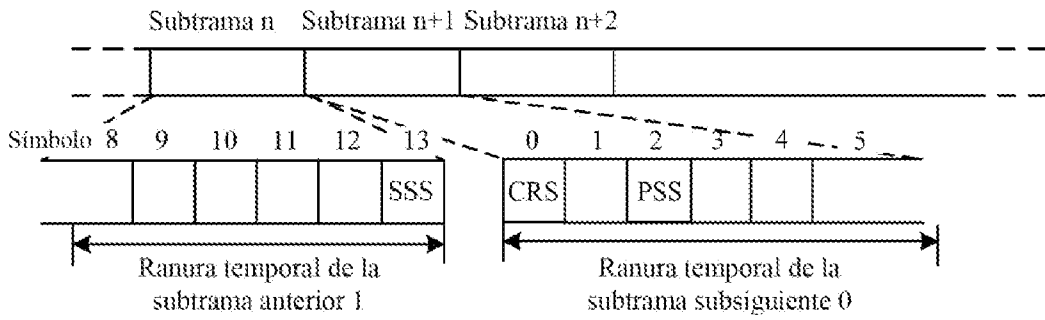 Subtrama n Subtrama n+1 Subtrama n+2
Símbolo 8 9 10 11 12 13 0 1 2 3 4 5
SSS CRS PSS
Ranura temporal de la
subtrama anterior 1
Ranura temporal de la
subtrama subsiguiente 0